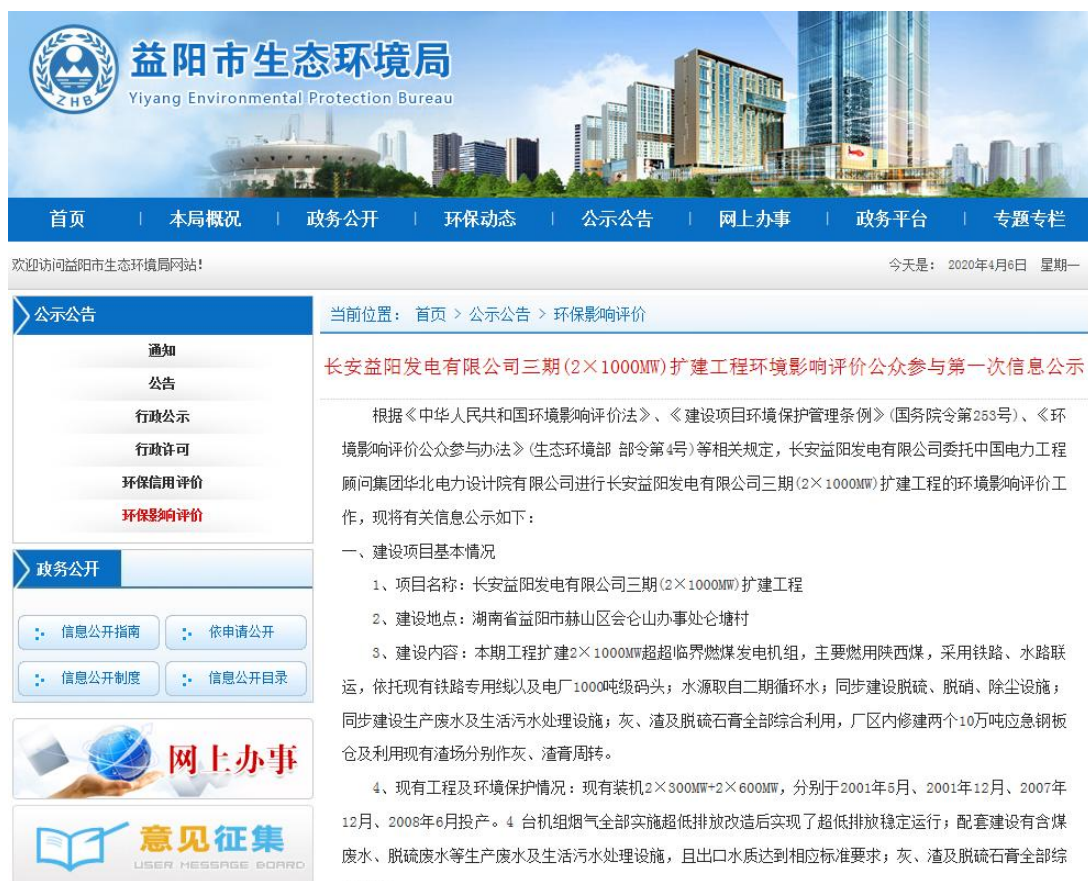 益阳市生态环境局
Yiyang Environmental Protection Bureau
ZHB
首页 | 本局概况 | 政务公开 | 环保动态 | 公示公告 | 网上办事 | 政务平台 | 专题专栏
欢迎访问益阳市生态环境局网站！ 今天是： 2020年4月6日 星期一
公示公告
通知
公告
行政公示
行政许可
环保信用评价
环保影响评价
政务公开
信息公开指南
依申请公开
信息公开制度
信息公开目录
网上办事
意见征集
USER MESSAGE BOARD
当前位置： 首页 > 公示公告 > 环保影响评价
长安益阳发电有限公司三期(2×1000MW)扩建工程环境影响评价公众参与第一次信息公示
根据《中华人民共和国环境影响评价法》、《建设项目环境保护管理条例》(国务院令第253号)、《环
境影响评价公众参与办法》(生态环境部 部令第4号)等相关规定，长安益阳发电有限公司委托中国电力工程
顾问集团华北电力设计院有限公司进行长安益阳发电有限公司三期(2×1000MW)扩建工程的环境影响评价工
作，现将有关信息公示如下：
一、建设项目基本情况
1、项目名称：长安益阳发电有限公司三期(2×1000MW)扩建工程
2、建设地点：湖南省益阳市赫山区会仑山办事处仑塘村
3、建设内容：本期工程扩建2×1000MW超超临界燃煤发电机组，主要燃用陕西煤，采用铁路、水路联
运，依托现有铁路专用线以及电厂1000吨级码头；水源取自二期循环水；同步建设脱硫、脱硝、除尘设施；
同步建设生产废水及生活污水处理设施；灰、渣及脱硫石膏全部综合利用，厂区内修建两个10万吨应急钢板
仓及利用现有渣场分别作灰、渣膏周转。
4、现有工程及环境保护情况：现有装机2×300MW+2×600MW，分别于2001年5月、2001年12月、2007年
12月、2008年6月投产。4 台机组烟气全部实施超低排放改造后实现了超低排放稳定运行；配套建设有含煤
废水、脱硫废水等生产废水及生活污水处理设施，且出口水质达到相应标准要求；灰、渣及脱硫石膏全部综